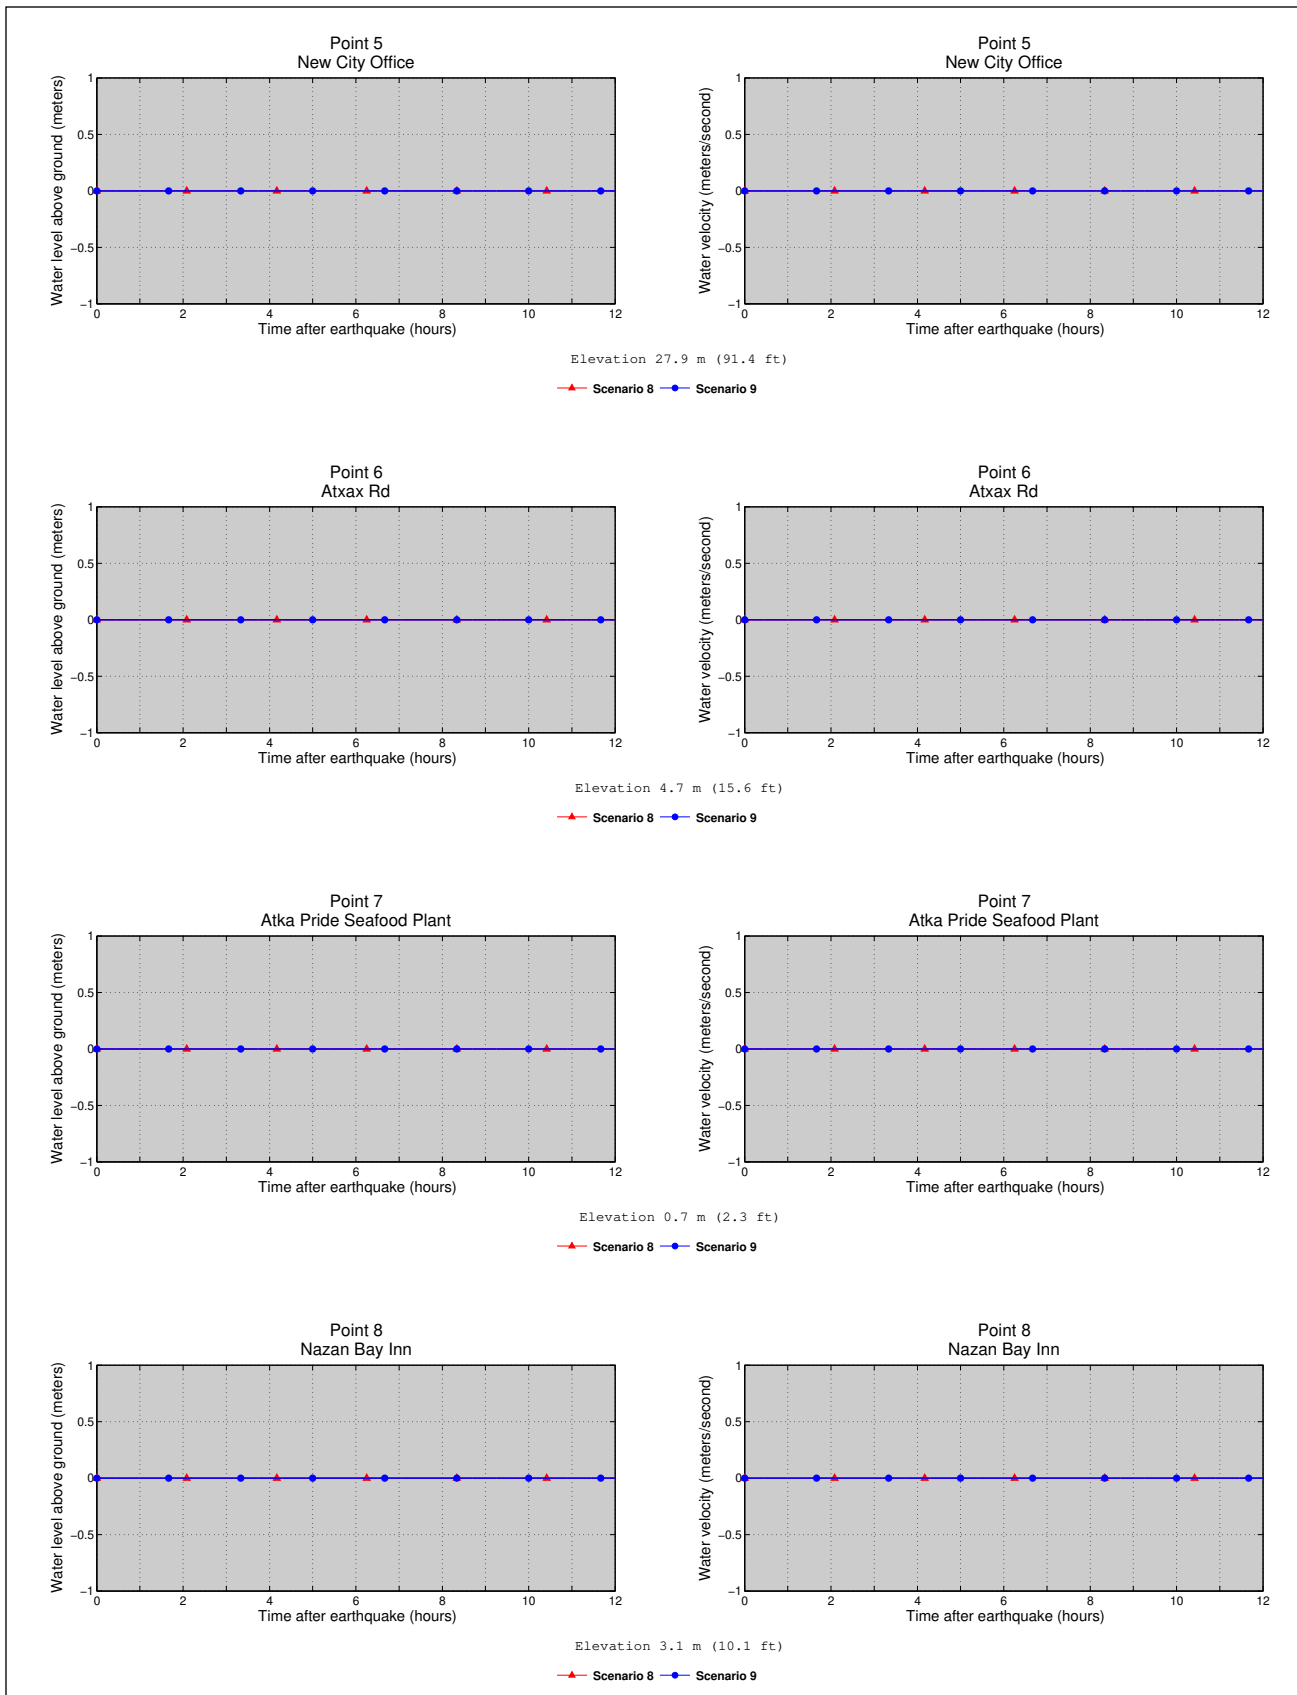 Point 5
New City Office
Water level above ground (meters)
1
0.5
0
−0.5
−1
0 2 4 6 8 10 12
Time after earthquake (hours)
Point 5
New City Office
Water velocity (meters/second)
1
0.5
0
−0.5
−1
0 2 4 6 8 10 12
Time after earthquake (hours)
Elevation 27.9 m (91.4 ft)
Scenario 8 Scenario 9
Point 6
Atxax Rd
Water level above ground (meters)
1
0.5
0
−0.5
−1
0 2 4 6 8 10 12
Time after earthquake (hours)
Point 6
Atxax Rd
Water velocity (meters/second)
1
0.5
0
−0.5
−1
0 2 4 6 8 10 12
Time after earthquake (hours)
Elevation 4.7 m (15.6 ft)
Scenario 8 Scenario 9
Point 7
Atka Pride Seafood Plant
Water level above ground (meters)
1
0.5
0
−0.5
−1
0 2 4 6 8 10 12
Time after earthquake (hours)
Point 7
Atka Pride Seafood Plant
Water velocity (meters/second)
1
0.5
0
−0.5
−1
0 2 4 6 8 10 12
Time after earthquake (hours)
Elevation 0.7 m (2.3 ft)
Scenario 8 Scenario 9
Point 8
Nazan Bay Inn
Water level above ground (meters)
1
0.5
0
−0.5
−1
0 2 4 6 8 10 12
Time after earthquake (hours)
Point 8
Nazan Bay Inn
Water velocity (meters/second)
1
0.5
0
−0.5
−1
0 2 4 6 8 10 12
Time after earthquake (hours)
Elevation 3.1 m (10.1 ft)
Scenario 8 Scenario 9